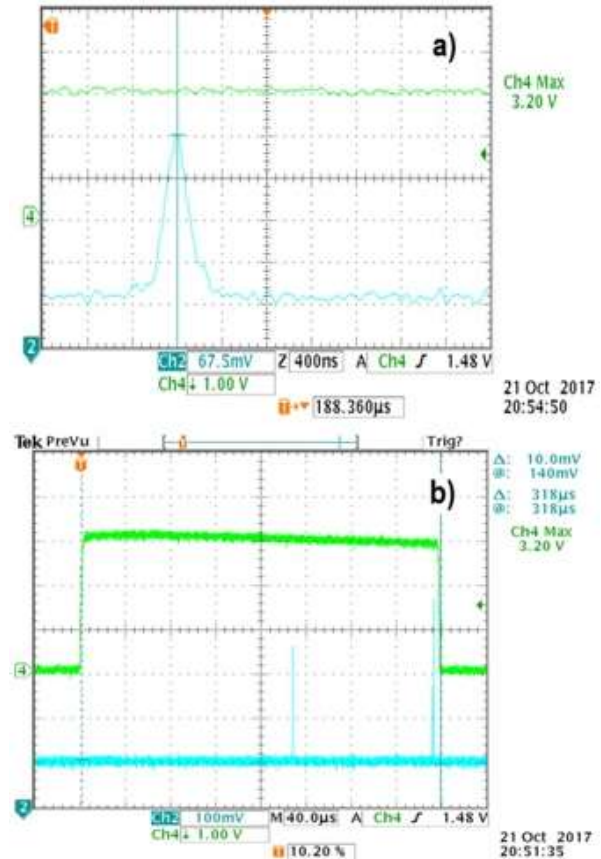 a)
Ch4 Max
3.20 V
4
2
Ch2 67.5mV Z 400ns A Ch4 ƒ 1.48 V
Ch4↓ 1.00 V
188.360µs
21 Oct 2017
20:54:50
Tek PreVu Trig?
b)
Δ: 10.0mV
@: 140mV
Δ: 318µs
@: 318µs
Ch4 Max
3.20 V
4
2
Ch2 100mV M 40.0µs A Ch4 ƒ 1.48 V
Ch4↓ 1.00 V
10.20 %
21 Oct 2017
20:51:35